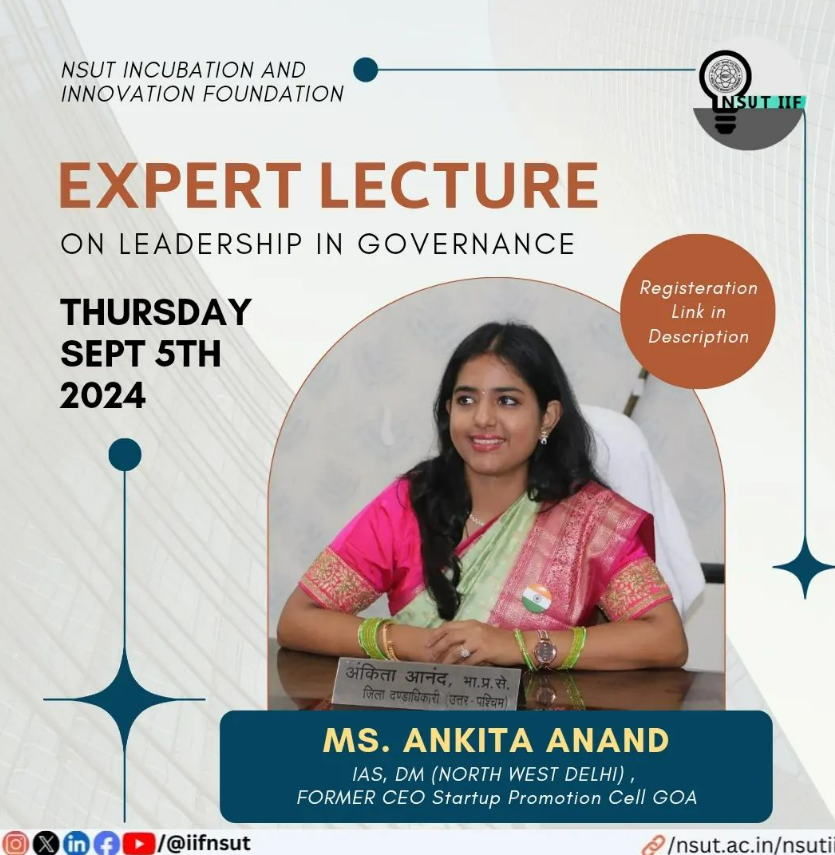 NSUT INCUBATION AND
INNOVATION FOUNDATION
NSUT IIF
EXPERT LECTURE
ON LEADERSHIP IN GOVERNANCE
THURSDAY
SEPT 5TH
2024
Registeration
Link in
Description
अंकिता आनंद, भा.प्र.से.
जिला दण्डाधिकारी (उत्तर-पश्चिम)
MS. ANKITA ANAND
IAS, DM (NORTH WEST DELHI) ,
FORMER CEO Startup Promotion Cell GOA
/@iifnsut
/nsut.ac.in/nsutii